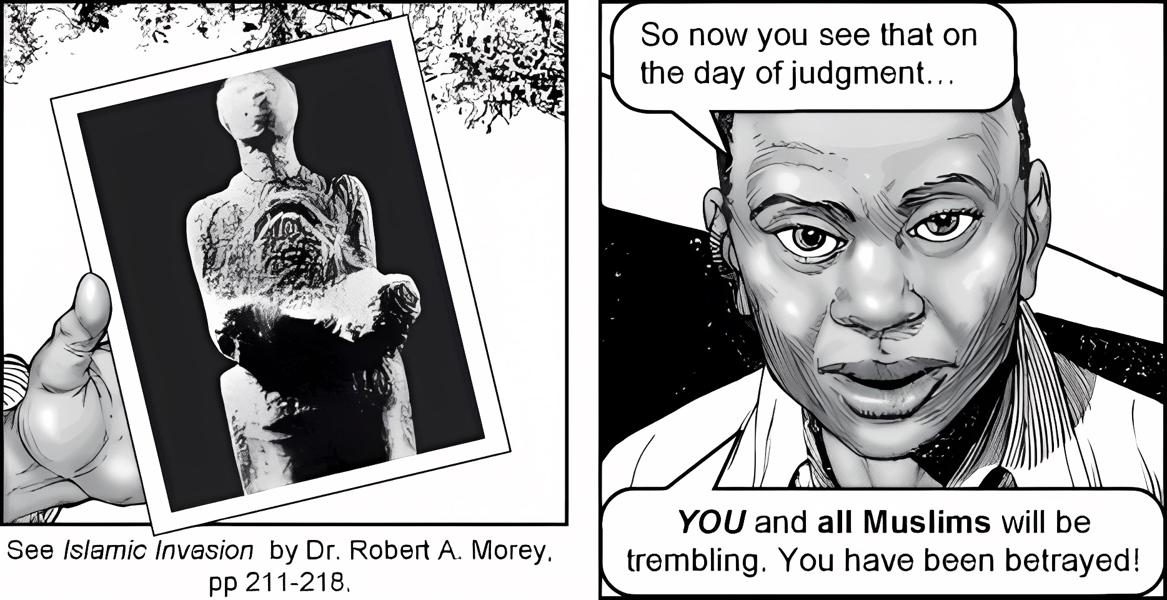 See Islamic Invasion by Dr. Robert A. Morey,
pp 211-218.
So now you see that on
the day of judgment...
YOU and all Muslims will be
trembling. You have been betrayed!